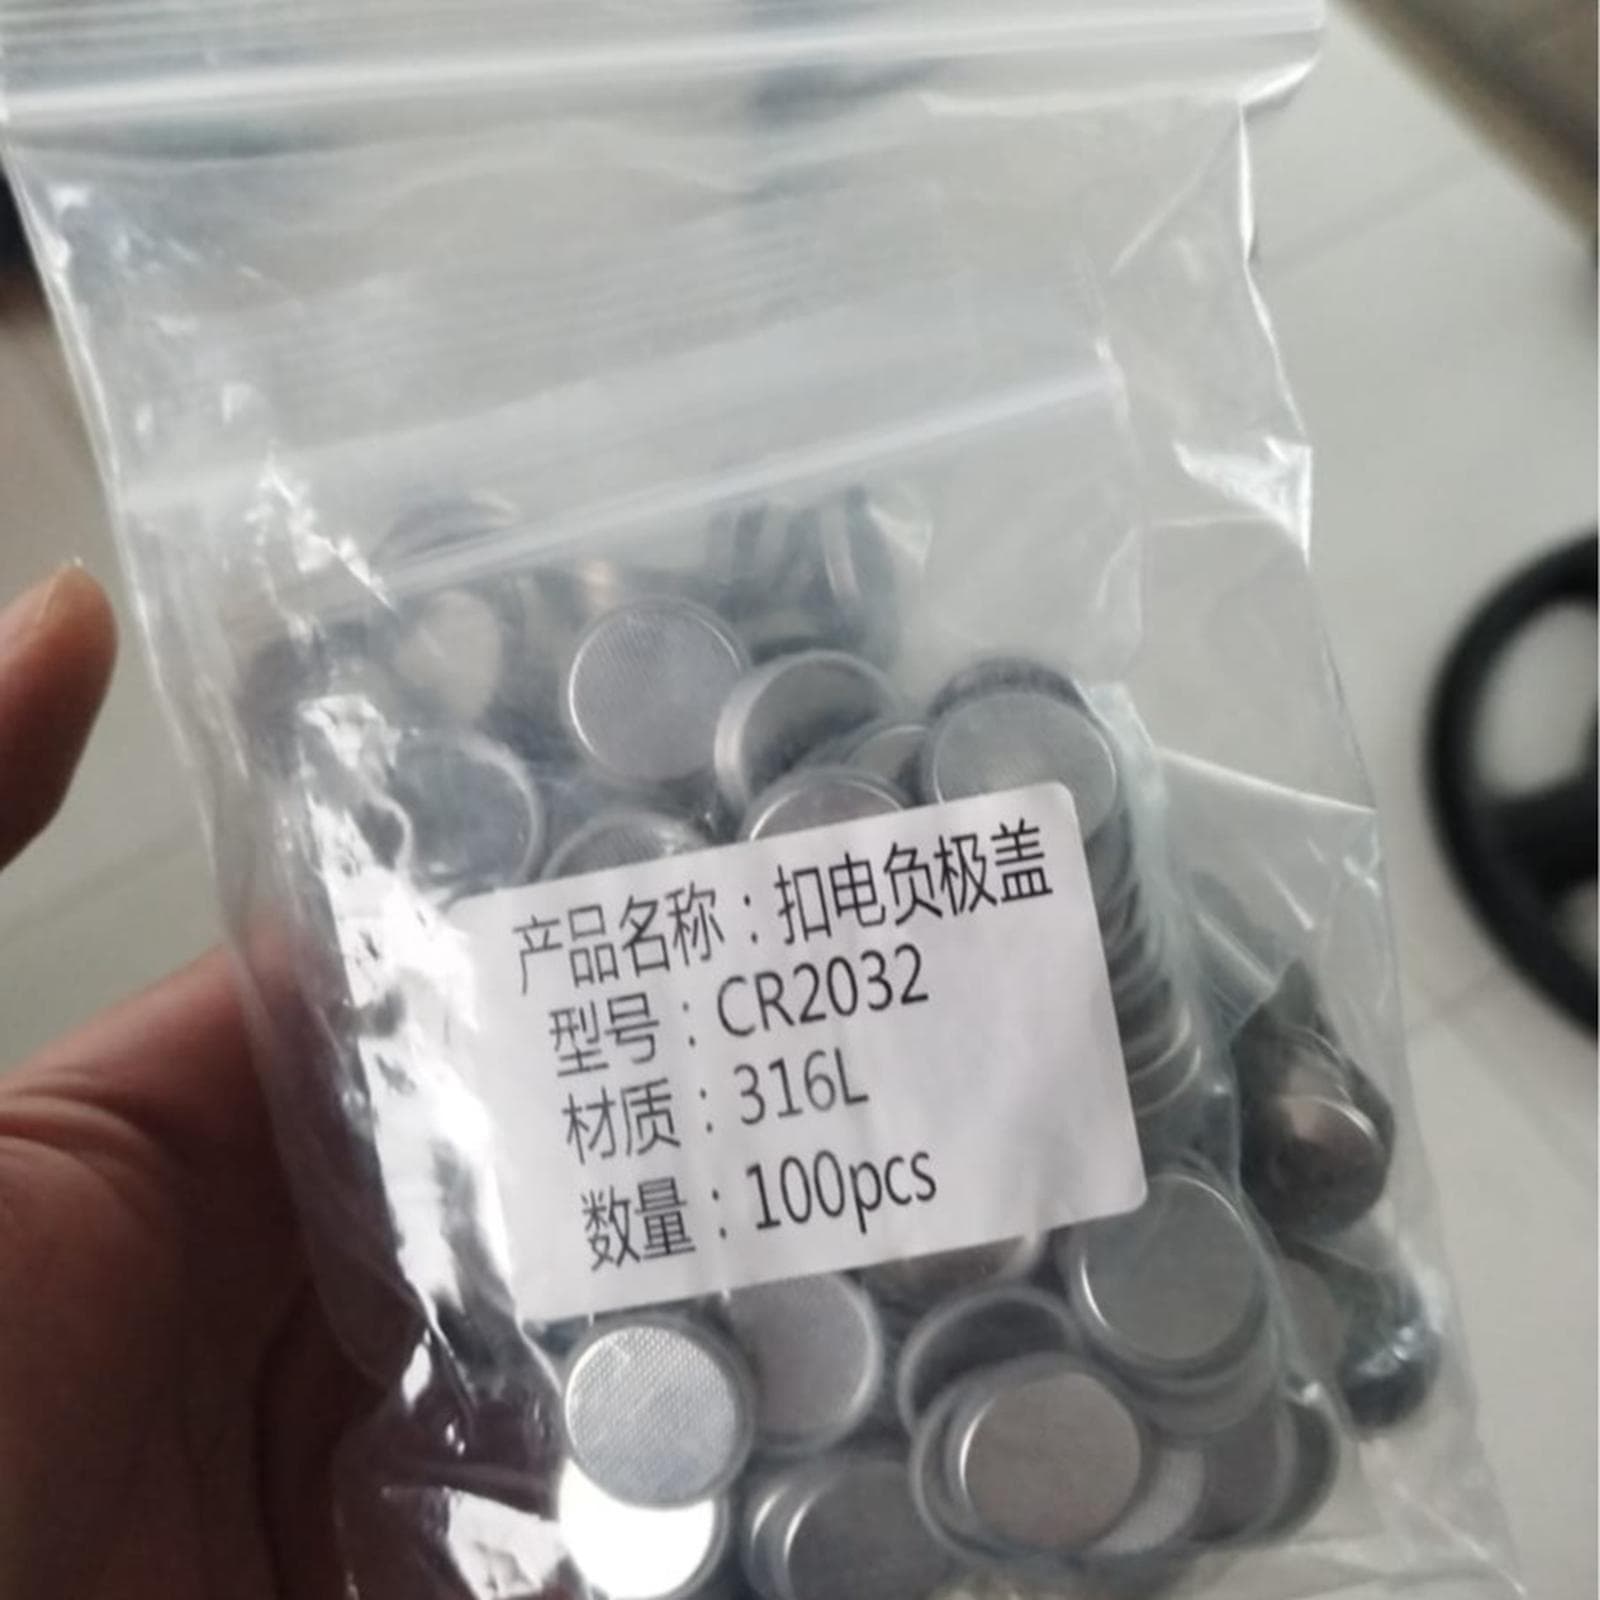 产品名称：扣电负极盖
型号：CR2032
材质：316L
数量：100pcs